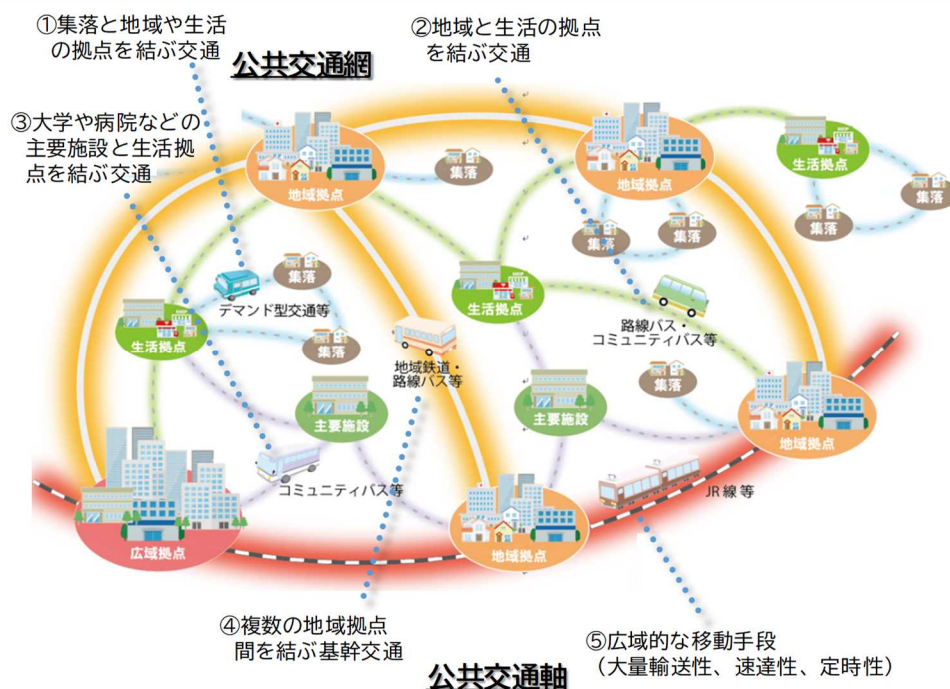 ①集落と地域や生活
の拠点を結ぶ交通
②地域と生活の拠点
を結ぶ交通
公共交通網
③大学や病院などの
主要施設と生活拠
点を結ぶ交通
地域拠点
集落
地域拠点
生活拠点
集落
集落
集落
集落
集落
デマンド型交通等
生活拠点
路線バス・
コミュニティバス等
生活拠点
集落
地域鉄道・
路線バス等
集落
主要施設
主要施設
地域拠点
コミュニティバス等
JR線等
広域拠点
地域拠点
④複数の地域拠点
間を結ぶ基幹交通
⑤広域的な移動手段
（大量輸送性、速達性、定時性）
公共交通軸